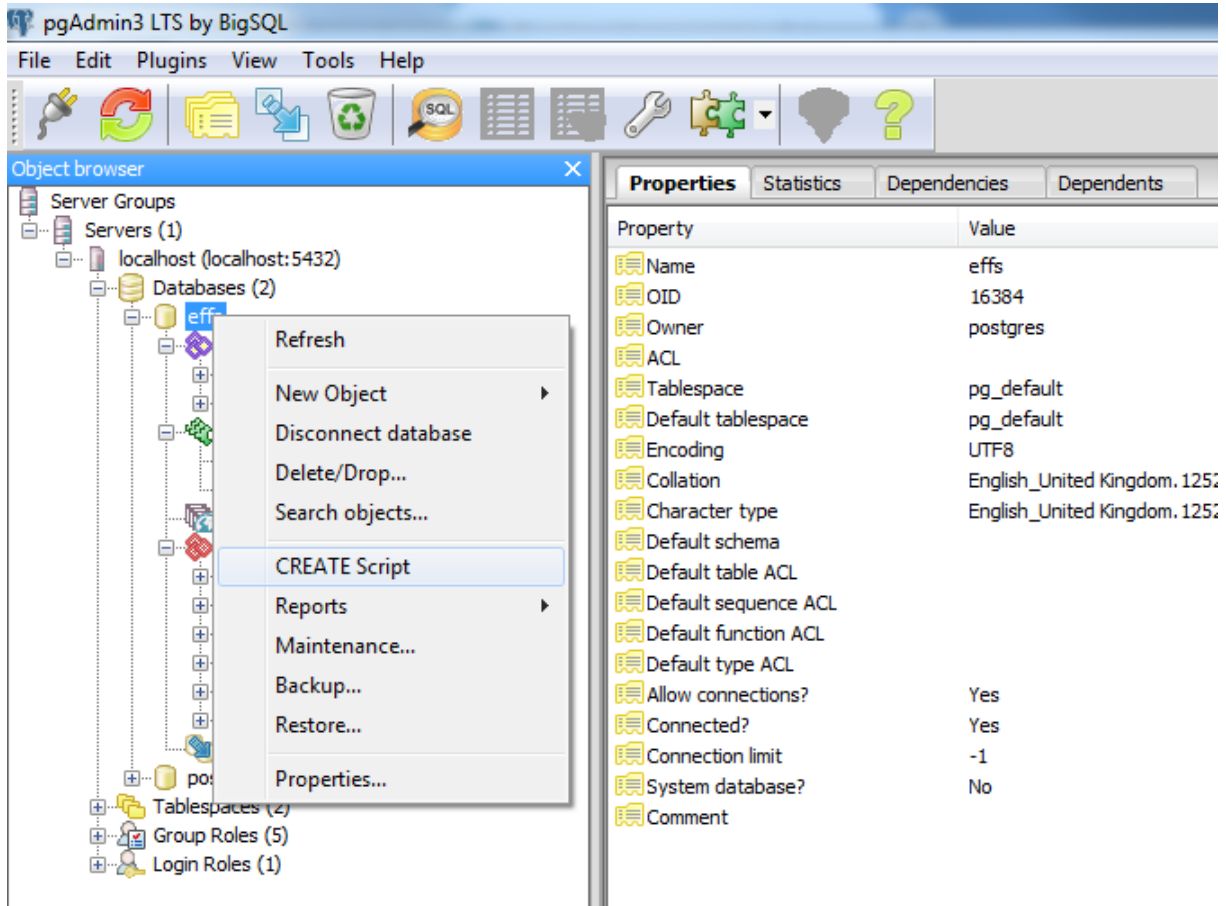 pgAdmin3 LTS by BigSQL
File Edit Plugins View Tools Help
SQL
Object browser
Server Groups
Servers (1)
localhost (localhost:5432)
Databases (2)
effs
Refresh
New Object
Disconnect database
Delete/Drop...
Search objects...
CREATE Script
Reports
Maintenance...
Backup...
Restore...
Properties...
Tablespaces (2)
Group Roles (5)
Login Roles (1)
Properties Statistics Dependencies Dependents
Property Value
Name effs
OID 16384
Owner postgres
ACL
Tablespace pg_default
Default tablespace pg_default
Encoding UTF8
Collation English_United Kingdom.1252
Character type English_United Kingdom.1252
Default schema
Default table ACL
Default sequence ACL
Default function ACL
Default type ACL
Allow connections? Yes
Connected? Yes
Connection limit -1
System database? No
Comment